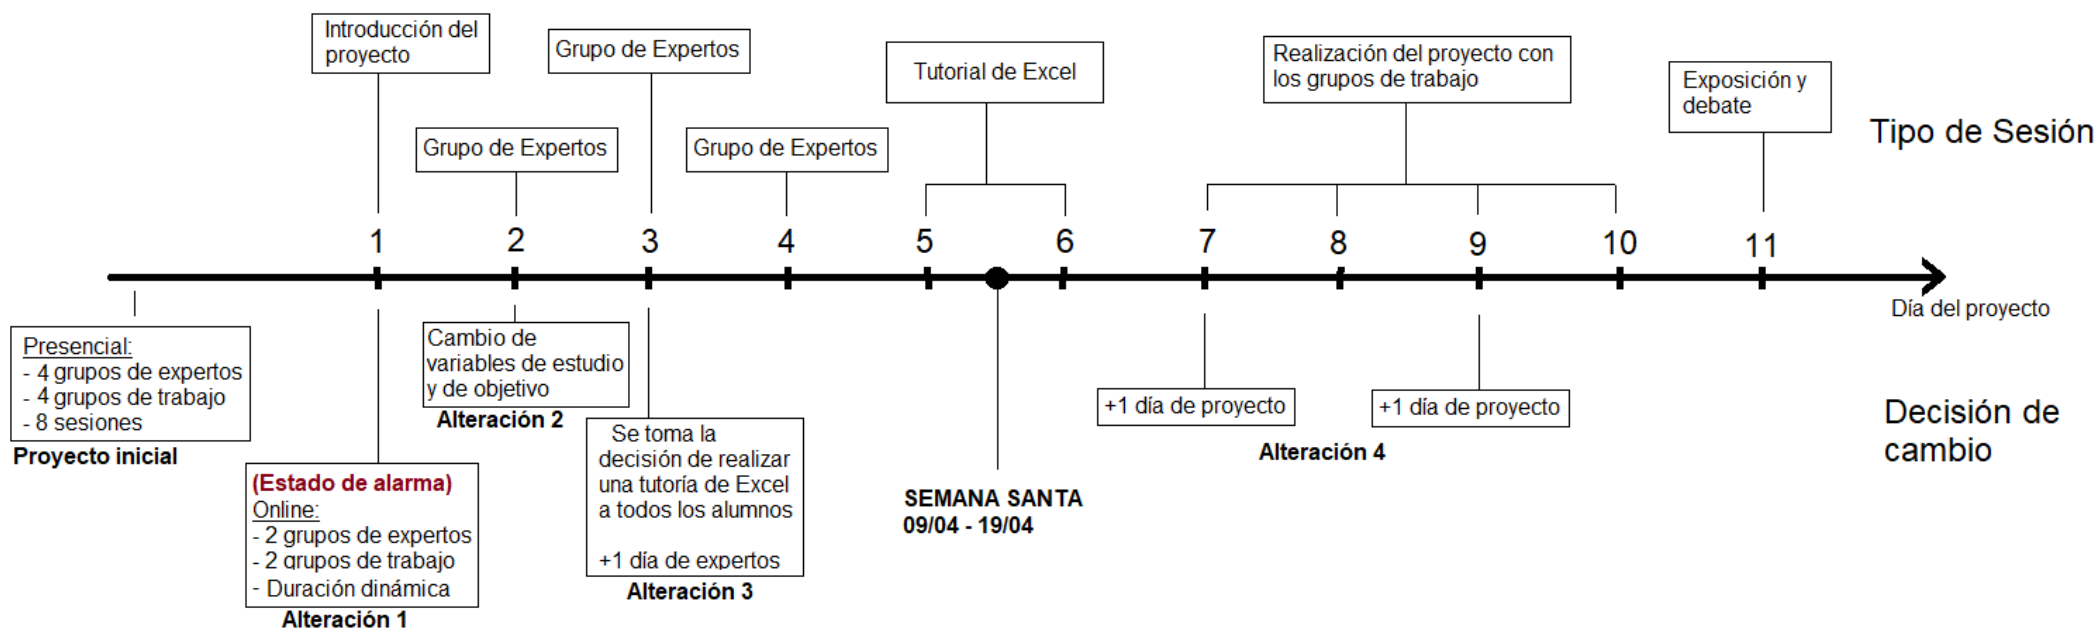 Introducción del
proyecto
Grupo de Expertos
Grupo de Expertos
Grupo de Expertos
Tutorial de Excel
Realización del proyecto con
los grupos de trabajo
Exposición y
debate
Tipo de Sesión
1
2
3
4
5
6
7
8
9
10
11
Día del proyecto
Presencial:
- 4 grupos de expertos
- 4 grupos de trabajo
- 8 sesiones
Proyecto inicial
(Estado de alarma)
Online:
- 2 grupos de expertos
- 2 grupos de trabajo
- Duración dinámica
Alteración 1
Cambio de
variables de estudio
y de objetivo
Alteración 2
Se toma la
decisión de realizar
una tutoría de Excel
a todos los alumnos
+1 día de expertos
Alteración 3
SEMANA SANTA
09/04 - 19/04
+1 día de proyecto
+1 día de proyecto
Alteración 4
Decisión de
cambio